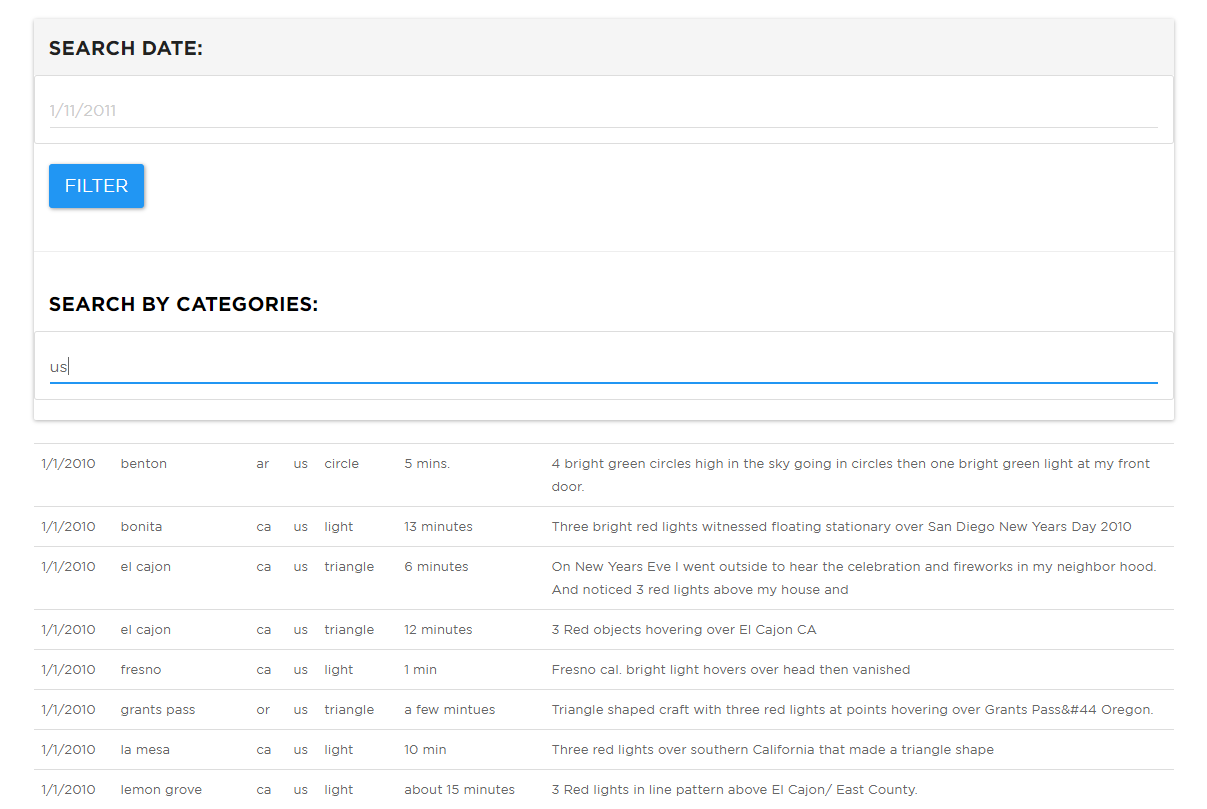 SEARCH DATE:
1/11/2011
FILTER
SEARCH BY CATEGORIES:
us
1/1/2010 benton ar us circle 5 mins. 4 bright green circles high in the sky going in circles then one bright green light at my front
door.
1/1/2010 bonita ca us light 13 minutes Three bright red lights witnessed floating stationary over San Diego New Years Day 2010
1/1/2010 el cajon ca us triangle 6 minutes On New Years Eve I went outside to hear the celebration and fireworks in my neighbor hood.
And noticed 3 red lights above my house and
1/1/2010 el cajon ca us triangle 12 minutes 3 Red objects hovering over El Cajon CA
1/1/2010 fresno ca us light 1 min Fresno cal. bright light hovers over head then vanished
1/1/2010 grants pass or us triangle a few mintues Triangle shaped craft with three red lights at points hovering over Grants Pass&#44 Oregon.
1/1/2010 la mesa ca us light 10 min Three red lights over southern California that made a triangle shape
1/1/2010 lemon grove ca us light about 15 minutes 3 Red lights in line pattern above El Cajon/ East County.